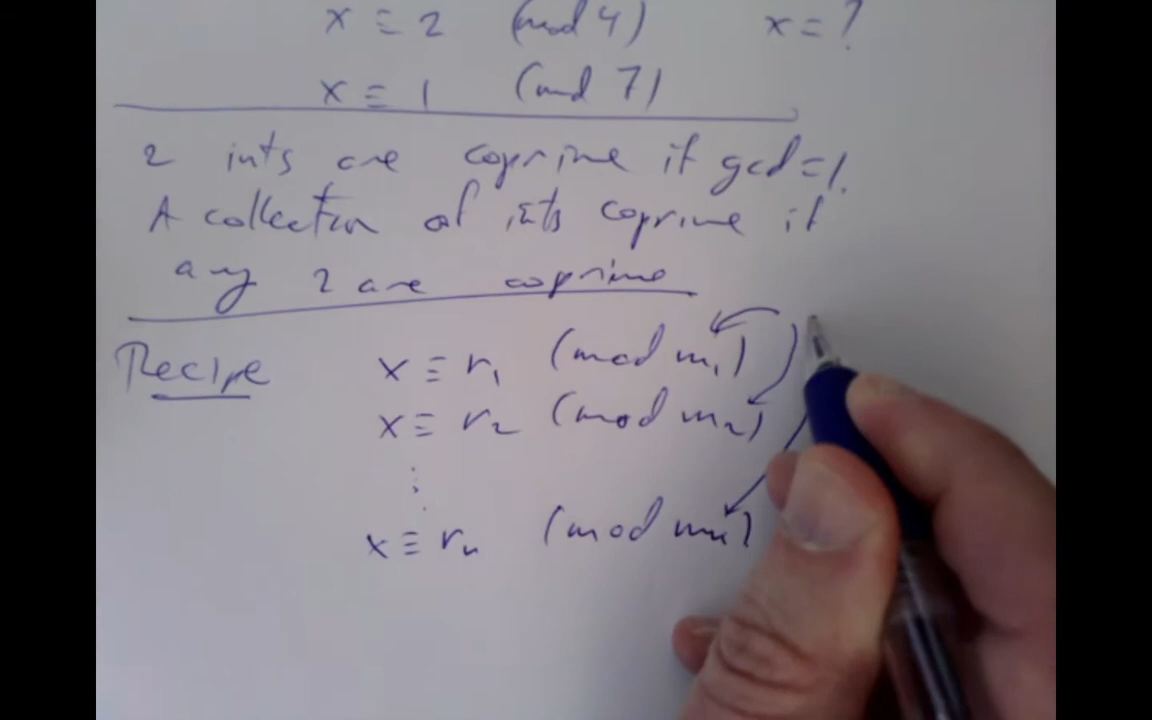 x ≡ 2 (mod 4) x = ?
x ≡ 1 (mod 7)
2 ints are coprime if gcd = 1.
A collection of ints coprime if
any 2 are coprime
Recipe x ≡ r₁ (mod m₁)
x ≡ r₂ (mod m₂)
⋮
x ≡ rₙ (mod mₙ)